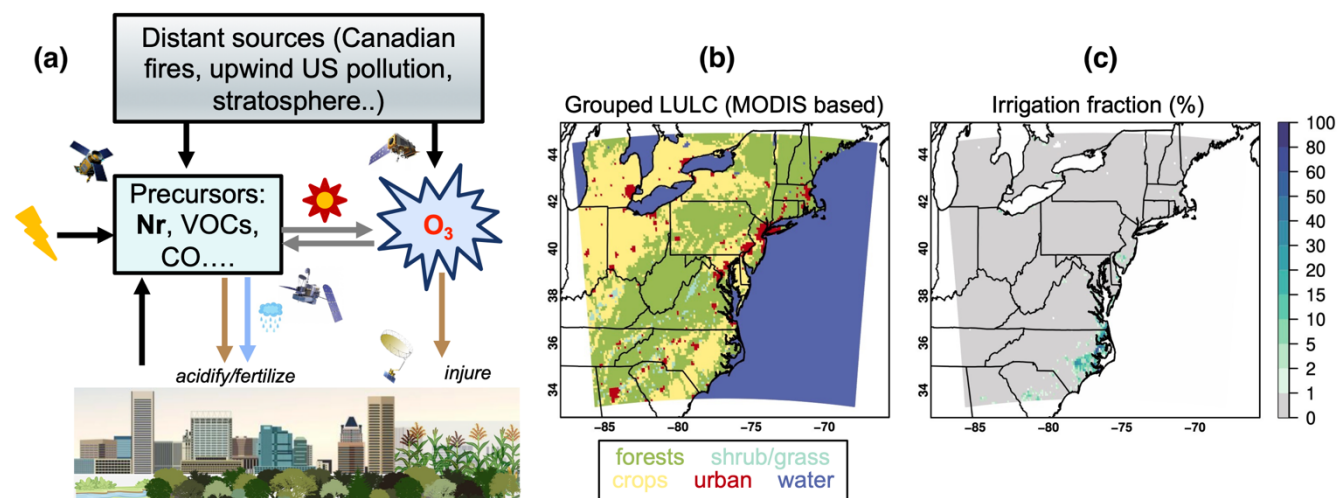 (a)
Distant sources (Canadian
fires, upwind US pollution,
stratosphere..)
Precursors:
Nr, VOCs,
CO....
O₃
acidify/fertilize
injure
(b)
Grouped LULC (MODIS based)
44
42
40
38
36
34
−85
−80
−75
−70
forests shrub/grass
crops urban water
(c)
Irrigation fraction (%)
44
42
40
38
36
34
−85
−80
−75
−70
100
80
60
50
40
30
20
15
10
5
2
1
0